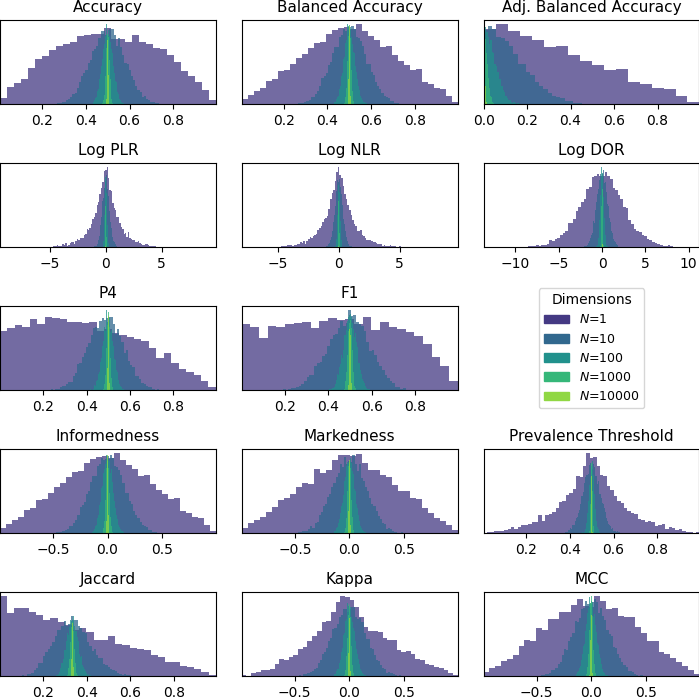 Accuracy Balanced Accuracy Adj. Balanced Accuracy
0.2 0.4 0.6 0.8 0.2 0.4 0.6 0.8 0.0 0.2 0.4 0.6 0.8
Log PLR Log NLR Log DOR
−5 0 5 −5 0 5 −10 −5 0 5 10
P4 F1 Dimensions
N=1
N=10
N=100
N=1000
N=10000
0.2 0.4 0.6 0.8 0.2 0.4 0.6 0.8
Informedness Markedness Prevalence Threshold
−0.5 0.0 0.5 −0.5 0.0 0.5 0.2 0.4 0.6 0.8
Jaccard Kappa MCC
0.2 0.4 0.6 0.8 −0.5 0.0 0.5 −0.5 0.0 0.5